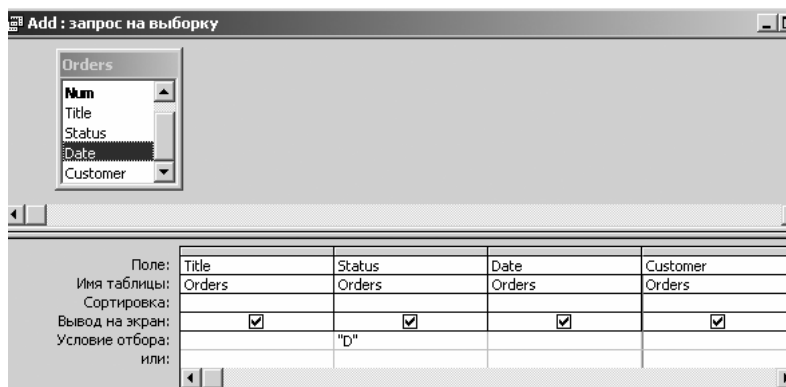 Add : запрос на выборку
Orders
Num
Title
Status
Date
Customer
Поле: Title Status Date Customer
Имя таблицы: Orders Orders Orders Orders
Сортировка:
Вывод на экран:
Условие отбора: "D"
или: